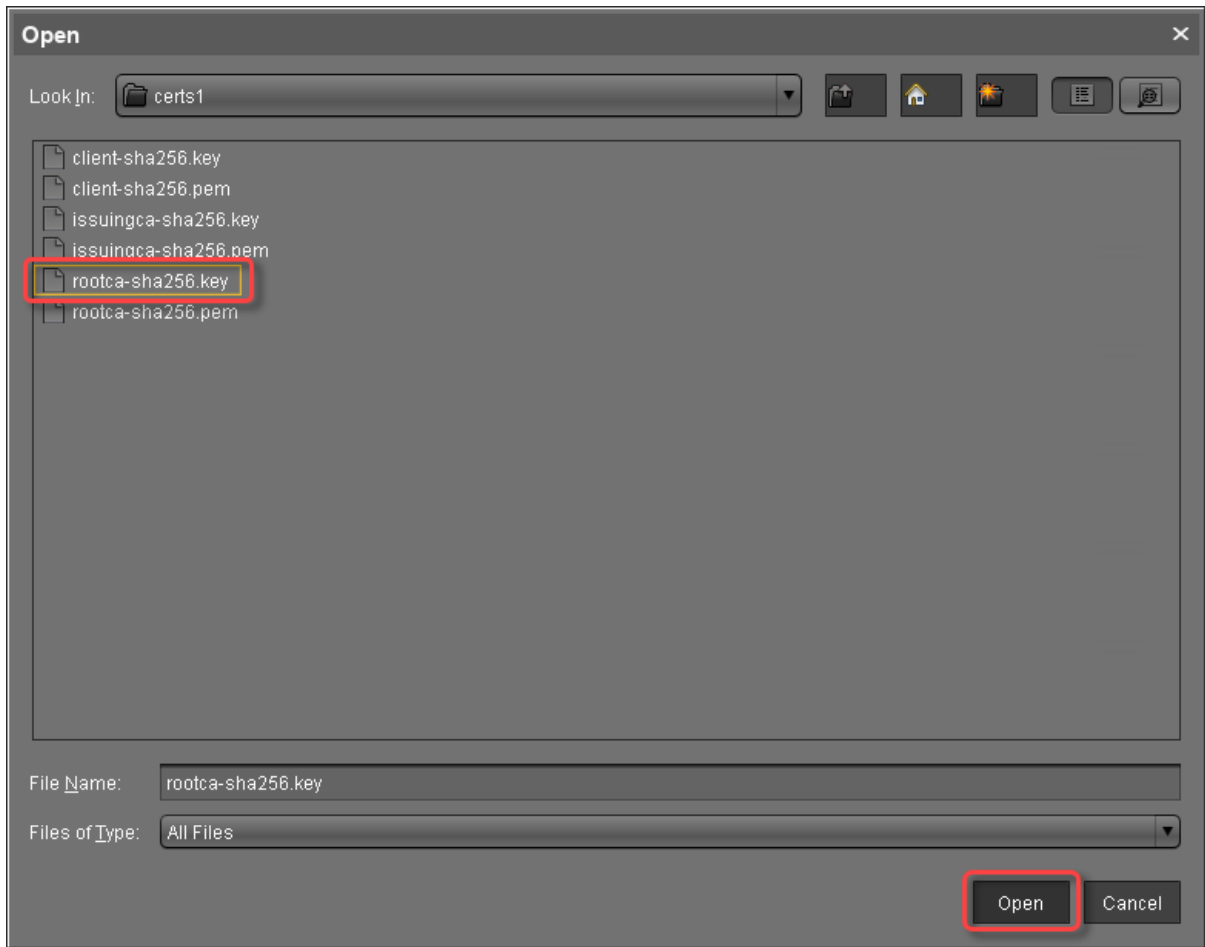 Open
Look In: certs1
client-sha256.key
client-sha256.pem
issuingca-sha256.key
issuingca-sha256.pem
rootca-sha256.key
rootca-sha256.pem
File Name: rootca-sha256.key
Files of Type: All Files
Open Cancel